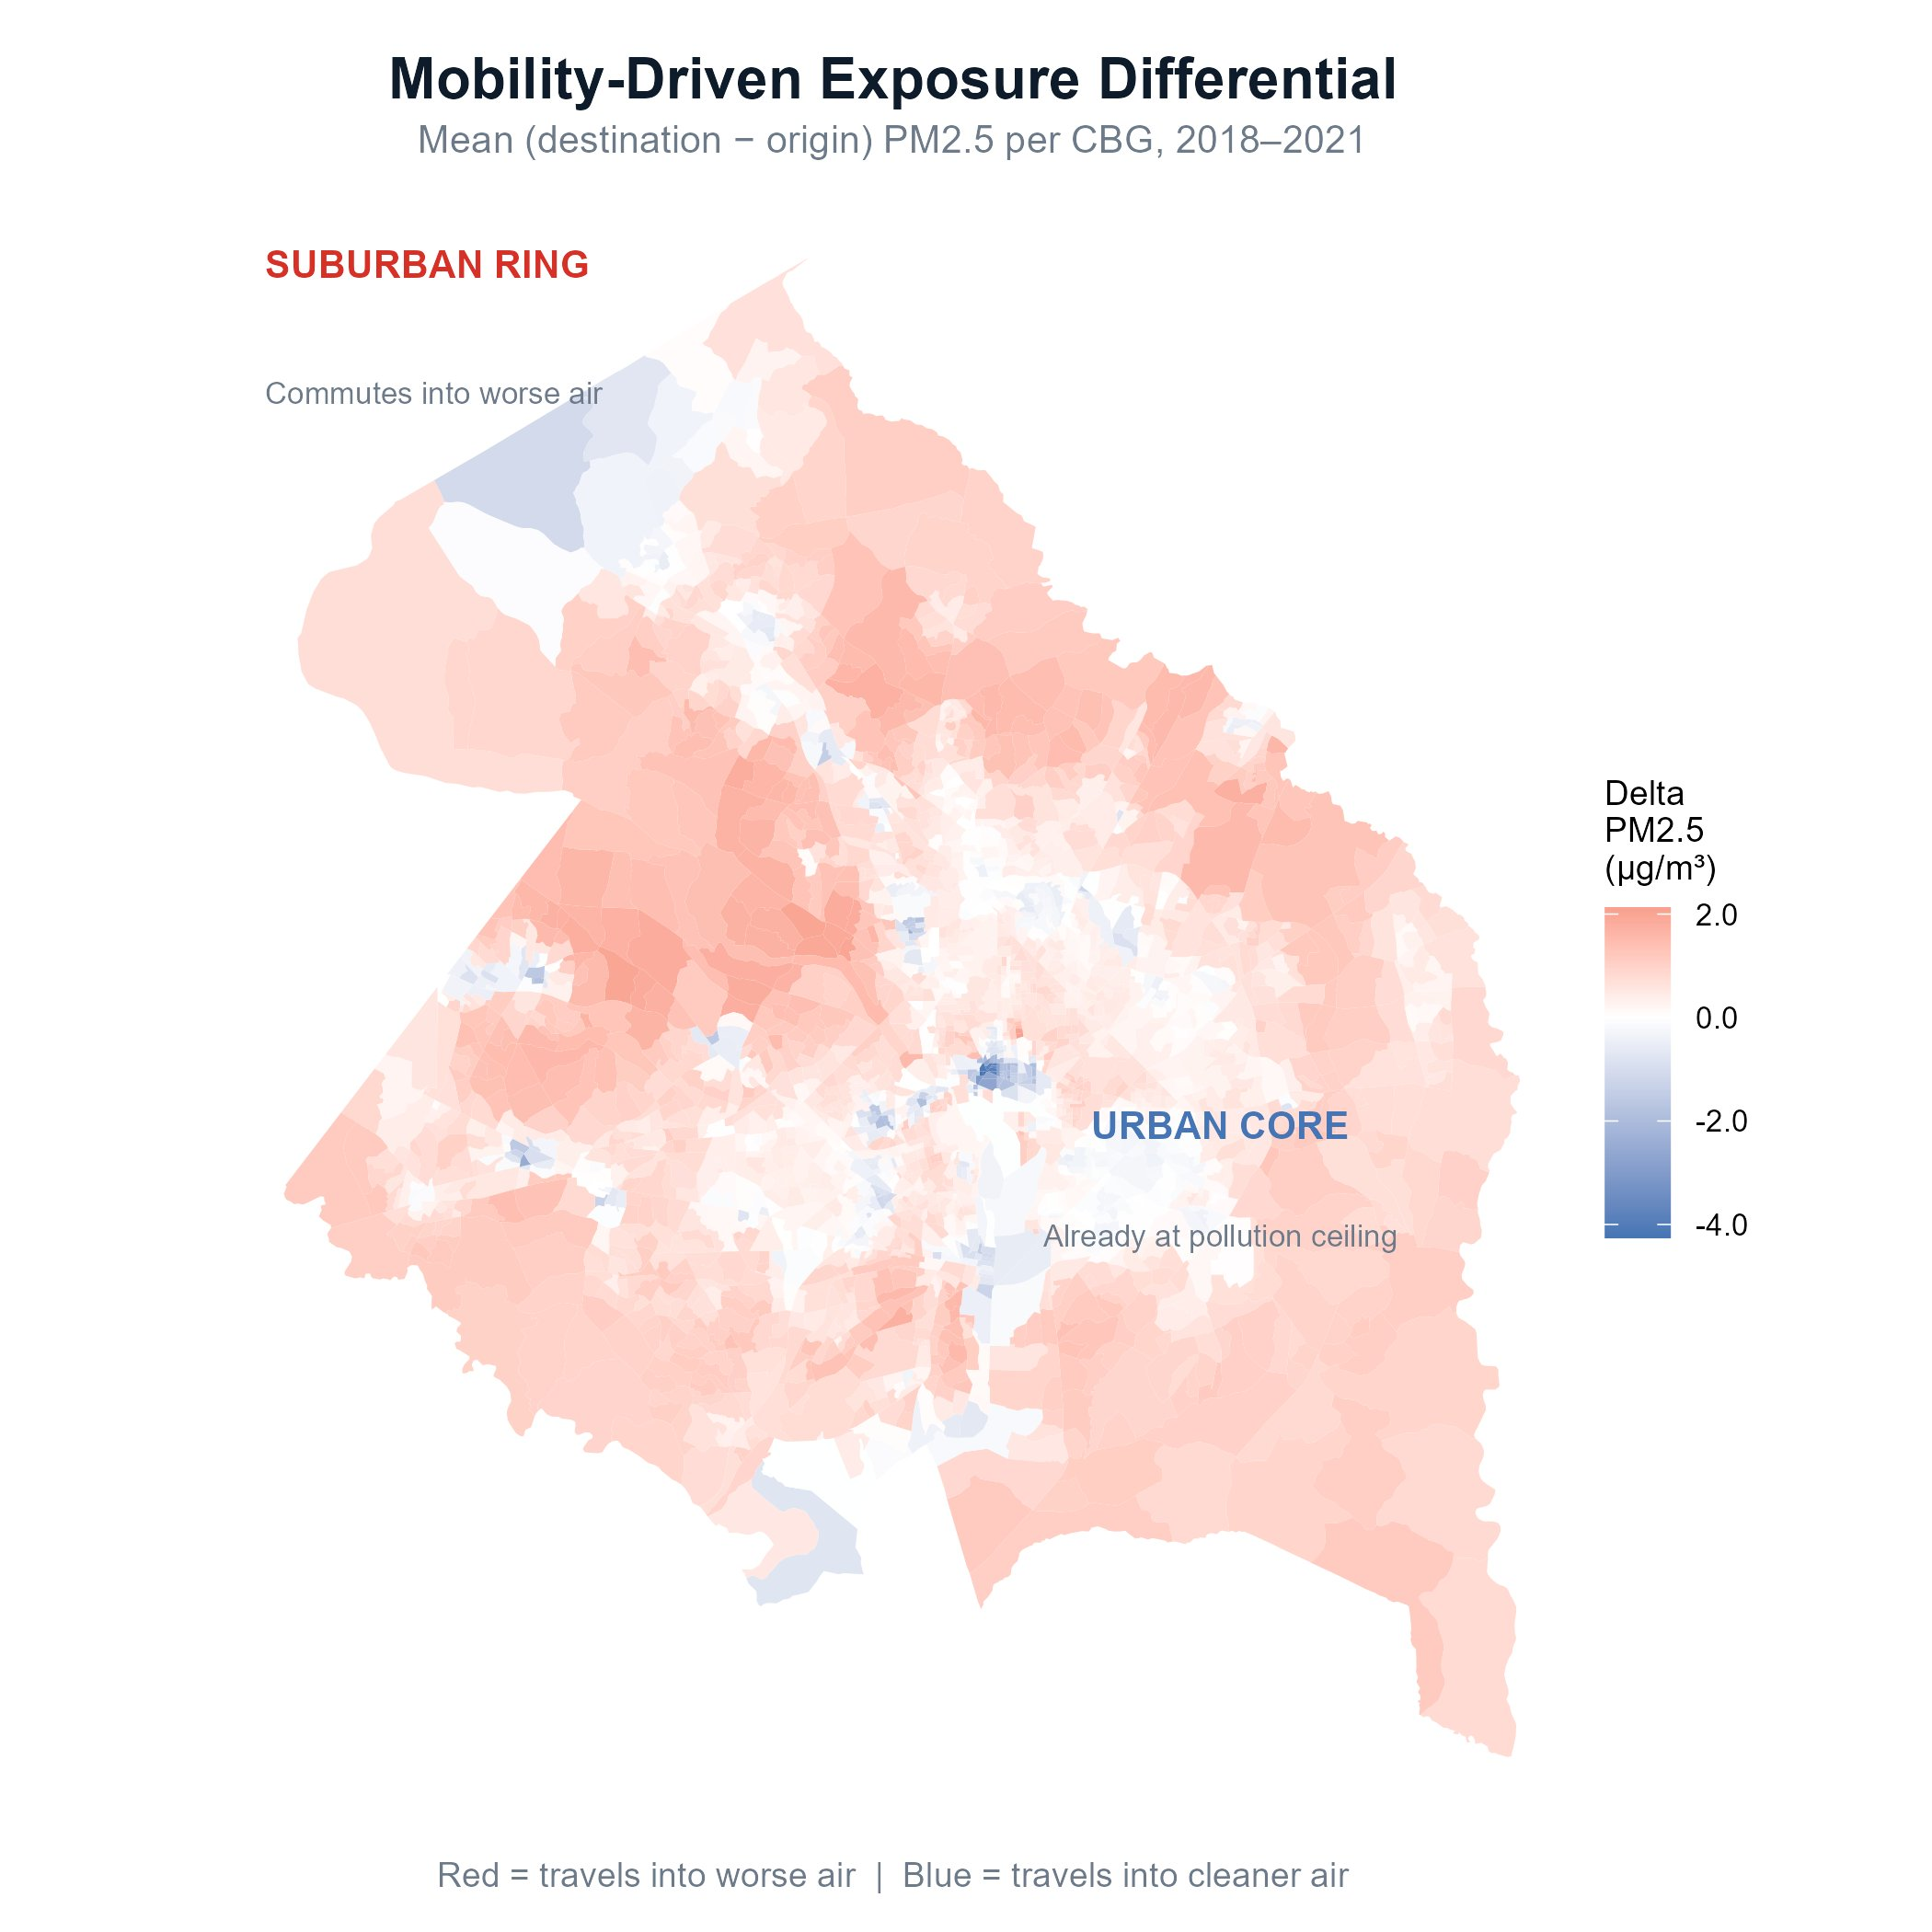 Mobility-Driven Exposure Differential
Mean (destination − origin) PM2.5 per CBG, 2018–2021
SUBURBAN RING
Commutes into worse air
URBAN CORE
Already at pollution ceiling
Delta
PM2.5
(µg/m³)
2.0
0.0
-2.0
-4.0
Red = travels into worse air | Blue = travels into cleaner air